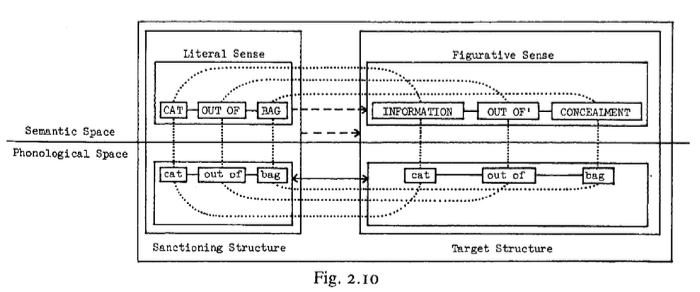 Literal Sense Figurative Sense
CAT OUT OF BAG INFORMATION OUT OF' CONCEALMENT
Semantic Space
Phonological Space
cat out of bag cat out of bag
Sanctioning Structure Target Structure
Fig. 2.10